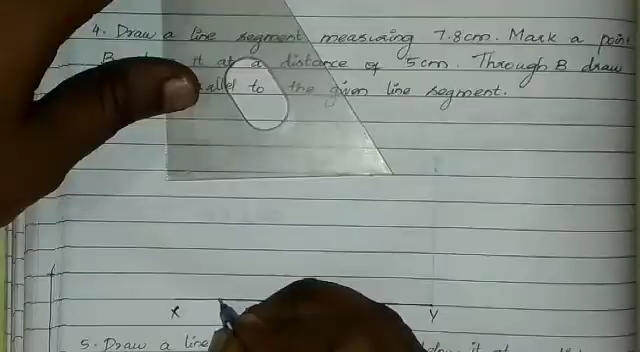 4. Draw a line segment measuring 7.8cm. Mark a point
B it at a distance of 5cm. Through B draw
to the given line segment.
X Y
5. Draw a line